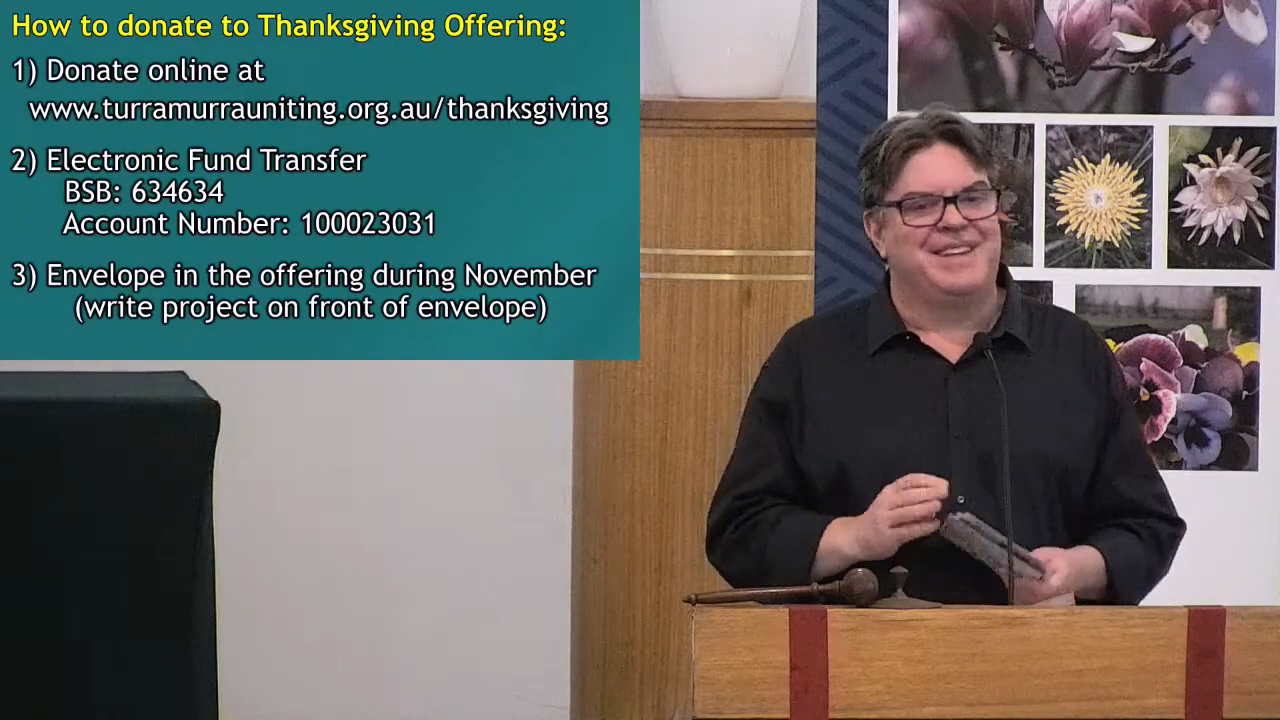 How to donate to Thanksgiving Offering:
1) Donate online at
www.turramurrauniting.org.au/thanksgiving
2) Electronic Fund Transfer
BSB: 634634
Account Number: 100023031
3) Envelope in the offering during November
(write project on front of envelope)